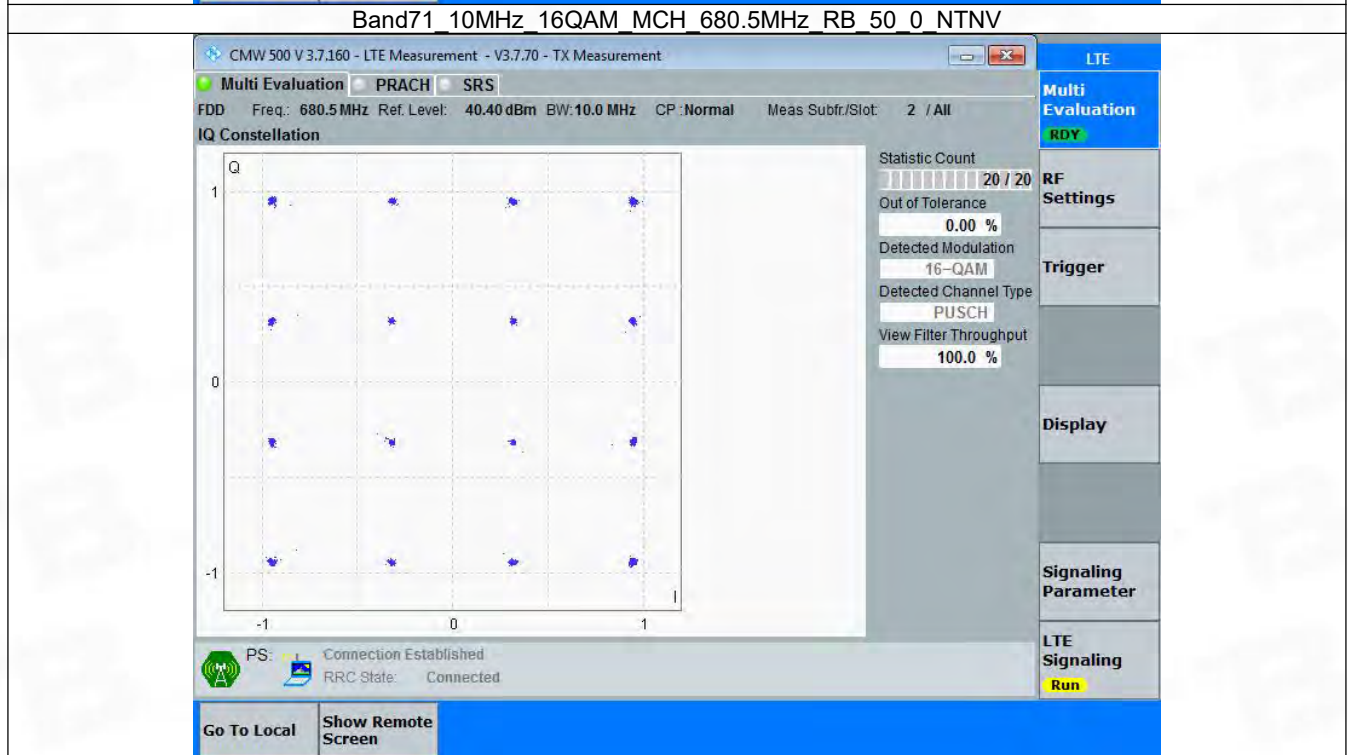 Band71_10MHz_16QAM_MCH_680.5MHz_RB_50_0_NTNV
CMW 500 V 3.7.160 - LTE Measurement - V3.7.70 - TX Measurement
LTE
Multi Evaluation PRACH SRS
Multi
Evaluation
RDY
FDD Freq.: 680.5 MHz Ref. Level: 40.40 dBm BW: 10.0 MHz CP :Normal Meas Subfr./Slot: 2 / All
IQ Constellation
Q
1
0
-1
I
-1 0 1
Statistic Count
20 / 20
Out of Tolerance
0.00 %
Detected Modulation
16-QAM
Detected Channel Type
PUSCH
View Filter Throughput
100.0 %
RF
Settings
Trigger
Display
Signaling
Parameter
LTE
Signaling
Run
PS: Connection Established
RRC State: Connected
Go To Local
Show Remote
Screen